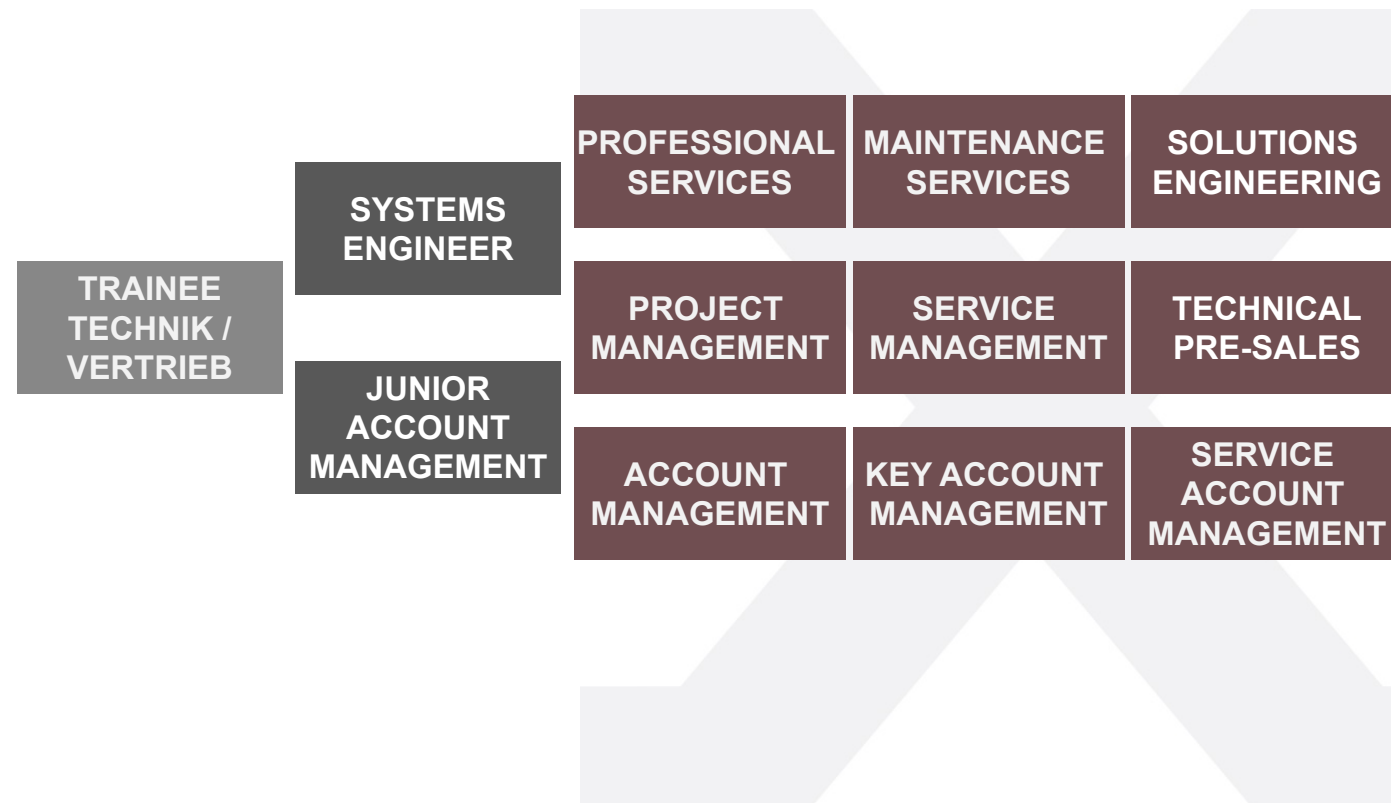 TRAINEE
TECHNIK /
VERTRIEB
SYSTEMS
ENGINEER
JUNIOR
ACCOUNT
MANAGEMENT
PROFESSIONAL
SERVICES
MAINTENANCE
SERVICES
SOLUTIONS
ENGINEERING
PROJECT
MANAGEMENT
SERVICE
MANAGEMENT
TECHNICAL
PRE-SALES
ACCOUNT
MANAGEMENT
KEY ACCOUNT
MANAGEMENT
SERVICE
ACCOUNT
MANAGEMENT